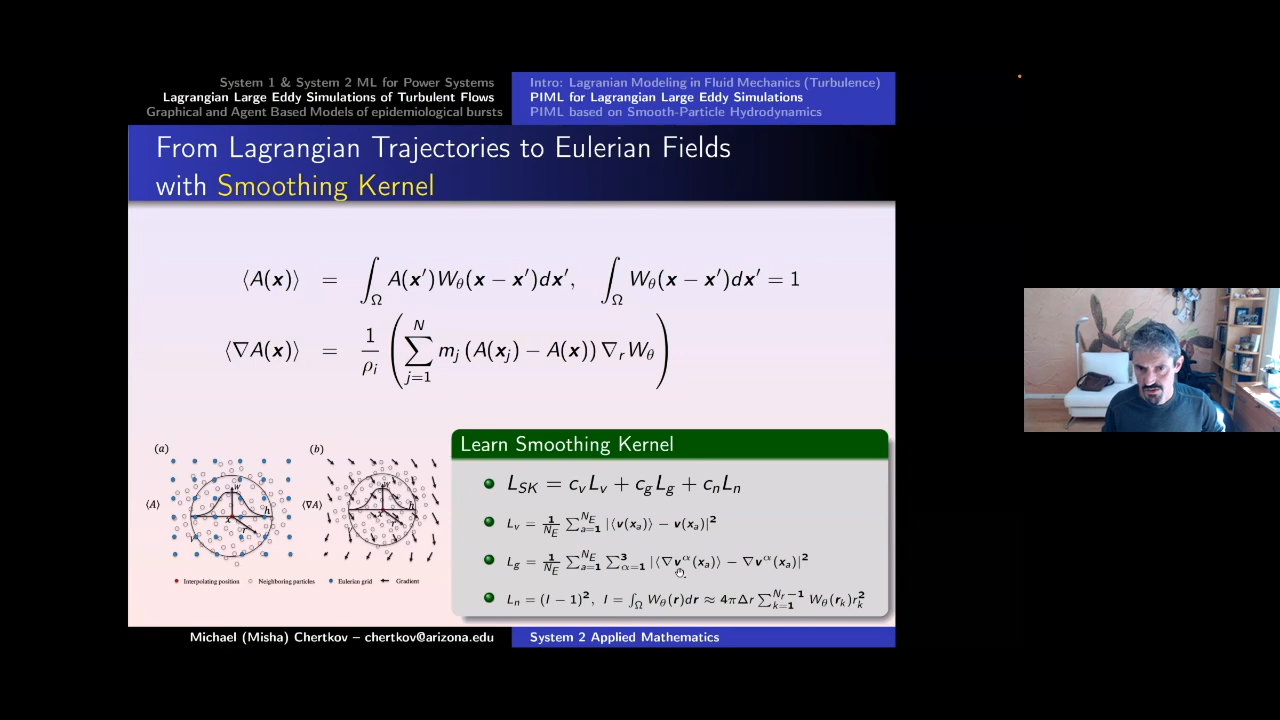 System 1 & System 2 ML for Power Systems
Lagrangian Large Eddy Simulations of Turbulent Flows
Graphical and Agent Based Models of epidemiological bursts
Intro: Lagranian Modeling in Fluid Mechanics (Turbulence)
PIML for Lagrangian Large Eddy Simulations
PIML based on Smooth-Particle Hydrodynamics
From Lagrangian Trajectories to Eulerian Fields
with Smoothing Kernel
⟨A(x)⟩ = ∫_Ω A(x′)W_θ(x − x′)dx′, ∫_Ω W_θ(x − x′)dx′ = 1
⟨∇A(x)⟩ = 1/ρ_i (∑_{j=1}^N m_j (A(x_j) − A(x)) ∇_r W_θ)
(a)
(b)
⟨A⟩
W
h
x
r
⟨∇A⟩
W
h
x
r
Interpolating position
Neighboring particles
Eulerian grid
Gradient
Learn Smoothing Kernel
L_SK = c_v L_v + c_g L_g + c_n L_n
L_v = 1/N_E ∑_{a=1}^{N_E} |⟨v(x_a)⟩ − v(x_a)|²
L_g = 1/N_E ∑_{a=1}^{N_E} ∑_{α=1}^3 |⟨∇v^α(x_a)⟩ − ∇v^α(x_a)|²
L_n = (I − 1)², I = ∫_Ω W_θ(r)dr ≈ 4πΔr ∑_{k=1}^{N_r−1} W_θ(r_k)r_k²
Michael (Misha) Chertkov – chertkov@arizona.edu
System 2 Applied Mathematics